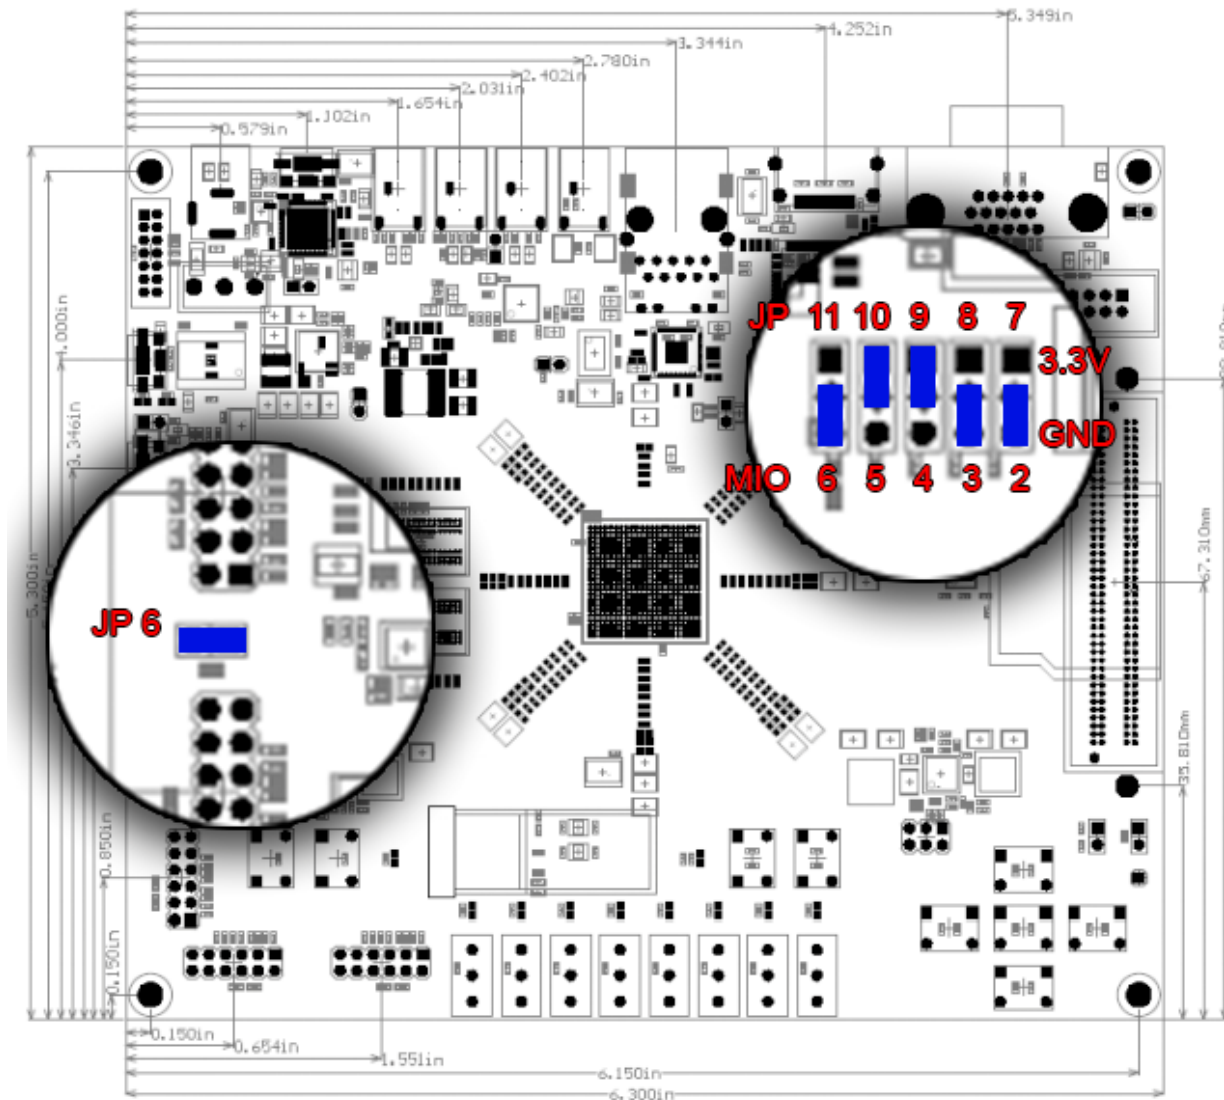 5.349in
4.252in
3.344in
2.780in
2.402in
2.031in
1.654in
1.102in
0.579in
JP 11 10 9 8 7
3.3V
GND
MIO 6 5 4 3 2
4.000in
3.346in
5.300in
JP 6
67.310mm
35.810mm
0.850in
0.150in
0.150in
0.654in
1.551in
6.150in
6.300in